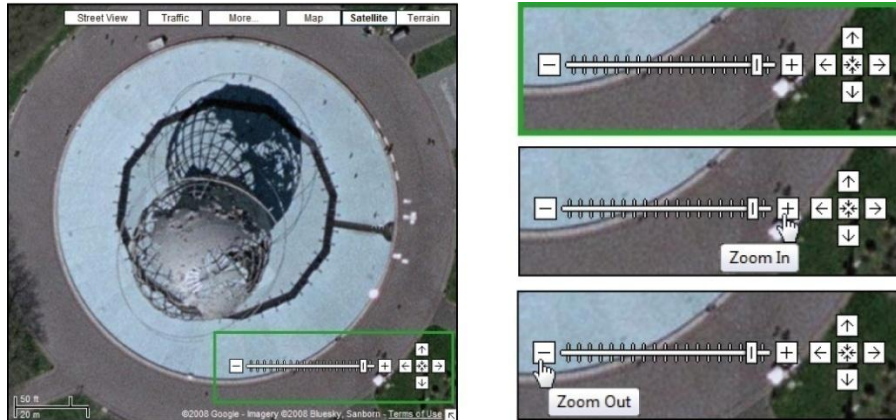 Street View Traffic More... Map Satellite Terrain
50 ft
20 m
©2008 Google - Imagery ©2008 Bluesky, Sanborn - Terms of Use
Zoom In
Zoom Out